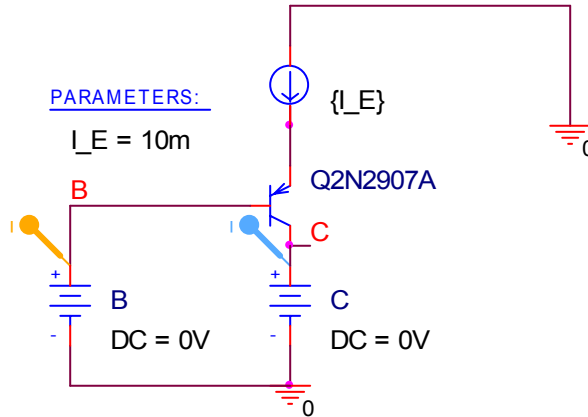 PARAMETERS:
{I_E}
I_E = 10m
0
Q2N2907A
B
I
I
C
+
+
B
C
DC = 0V
DC = 0V
-
-
0